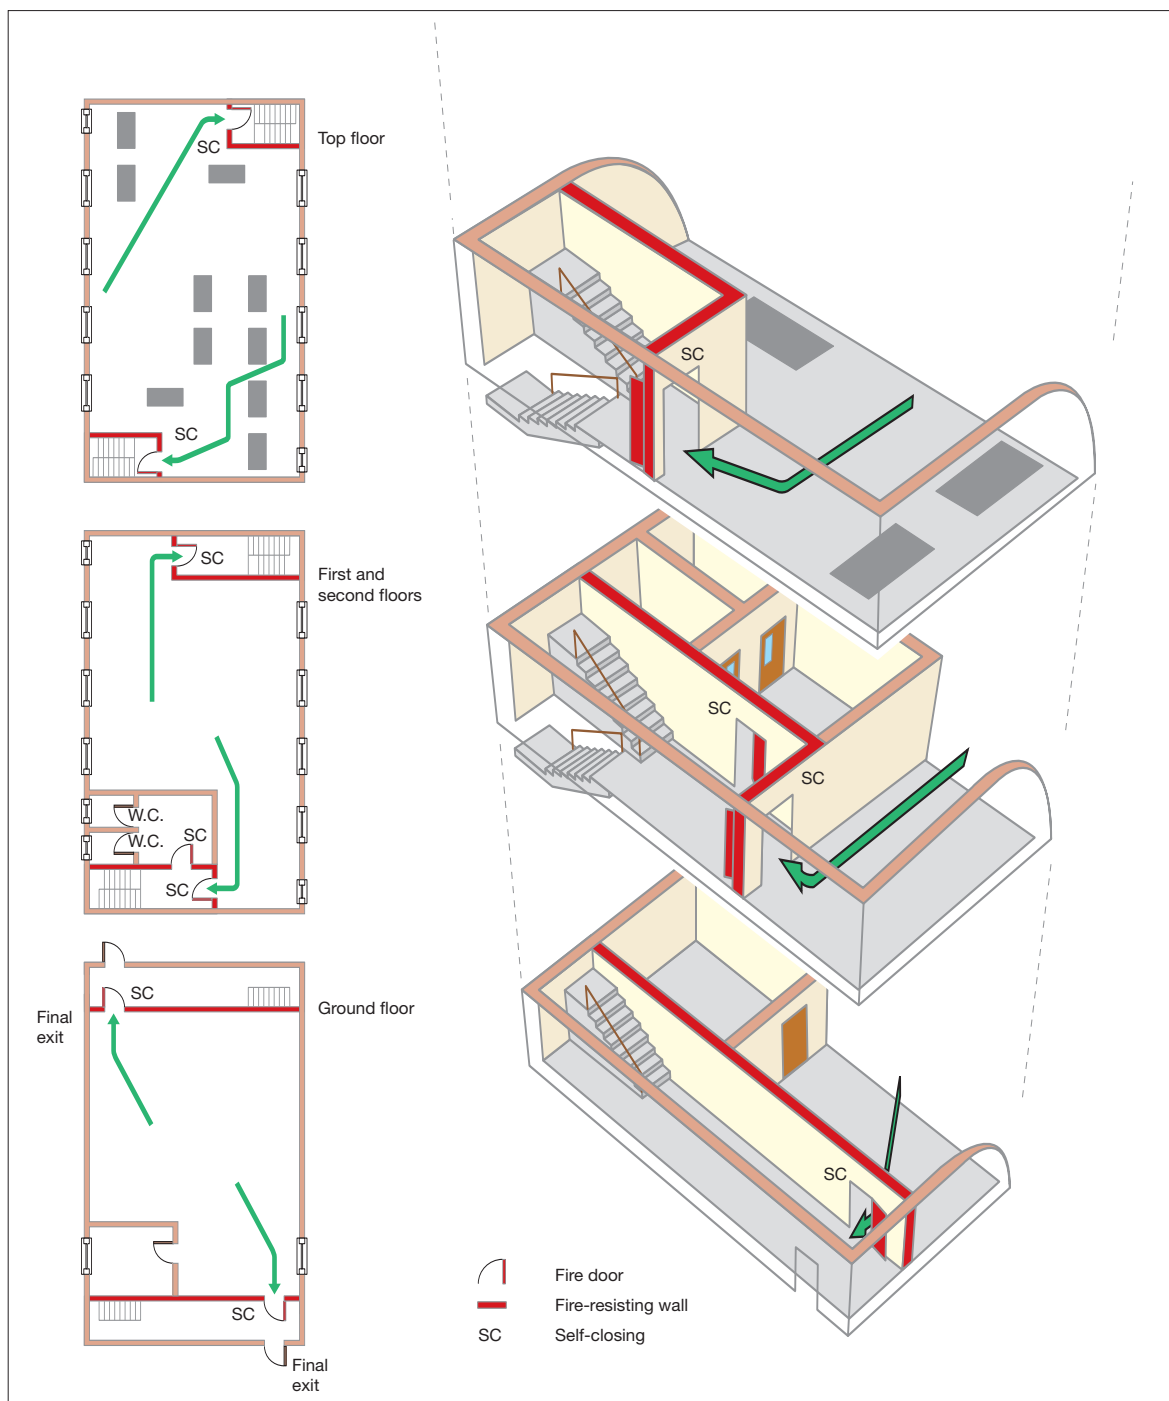 SC
Top floor
SC
SC
First and
second floors
W.C.
W.C.
SC
SC
SC
Final
exit
Ground floor
SC
Final
exit
SC
SC
SC
SC
Fire door
Fire-resisting wall
SC
Self-closing